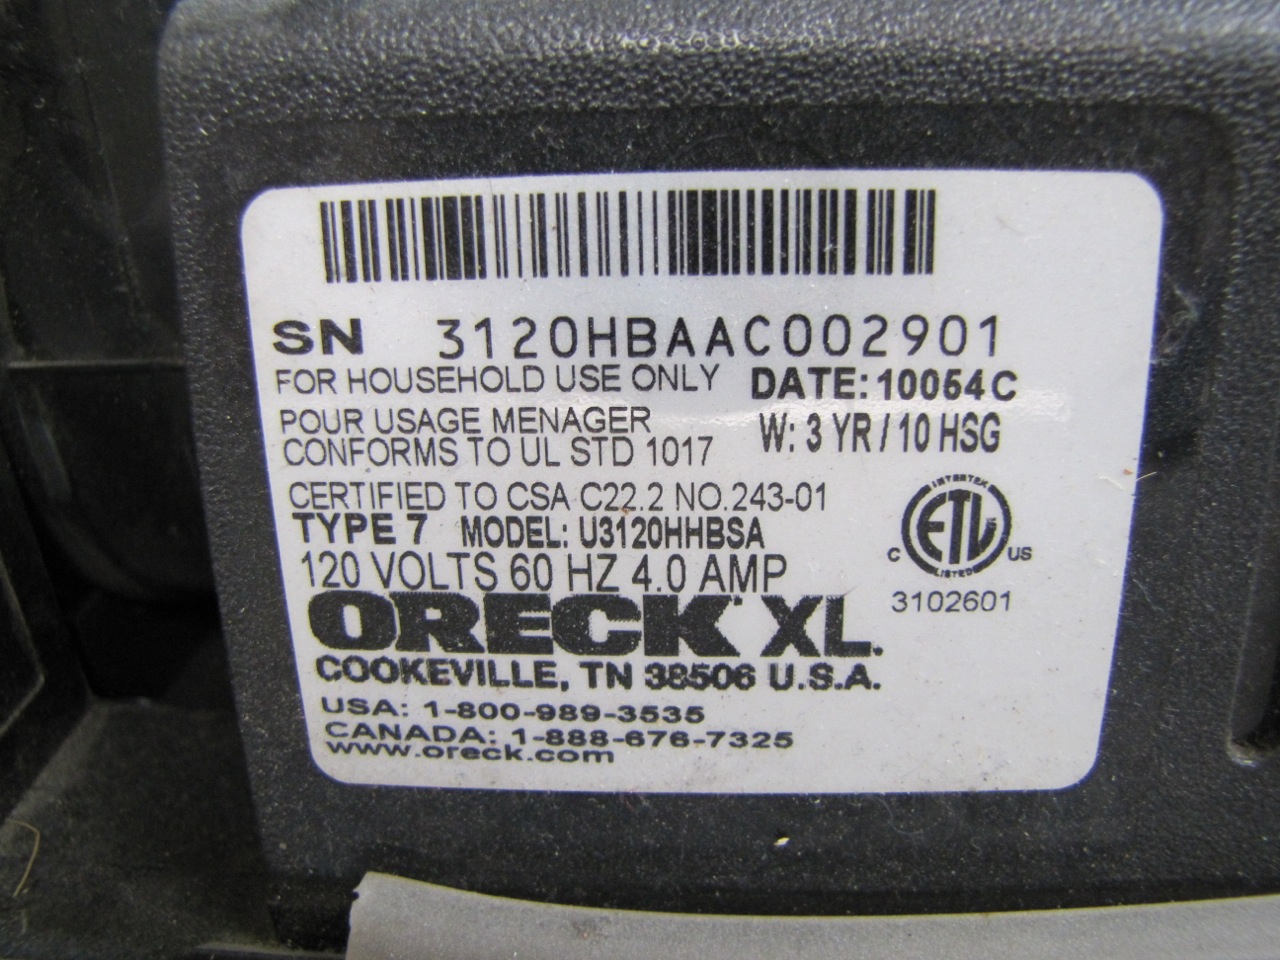 SN 3120HBAAC002901
FOR HOUSEHOLD USE ONLY DATE: 10054C
POUR USAGE MENAGER W: 3 YR / 10 HSG
CONFORMS TO UL STD 1017
CERTIFIED TO CSA C22.2 NO.243-01
TYPE 7 MODEL: U3120HHBSA
120 VOLTS 60 HZ 4.0 AMP
INTERTEK
ETL
LISTED
C US
3102601
ORECK XL.
COOKEVILLE, TN 38506 U.S.A.
USA: 1-800-989-3535
CANADA: 1-888-676-7325
www.oreck.com